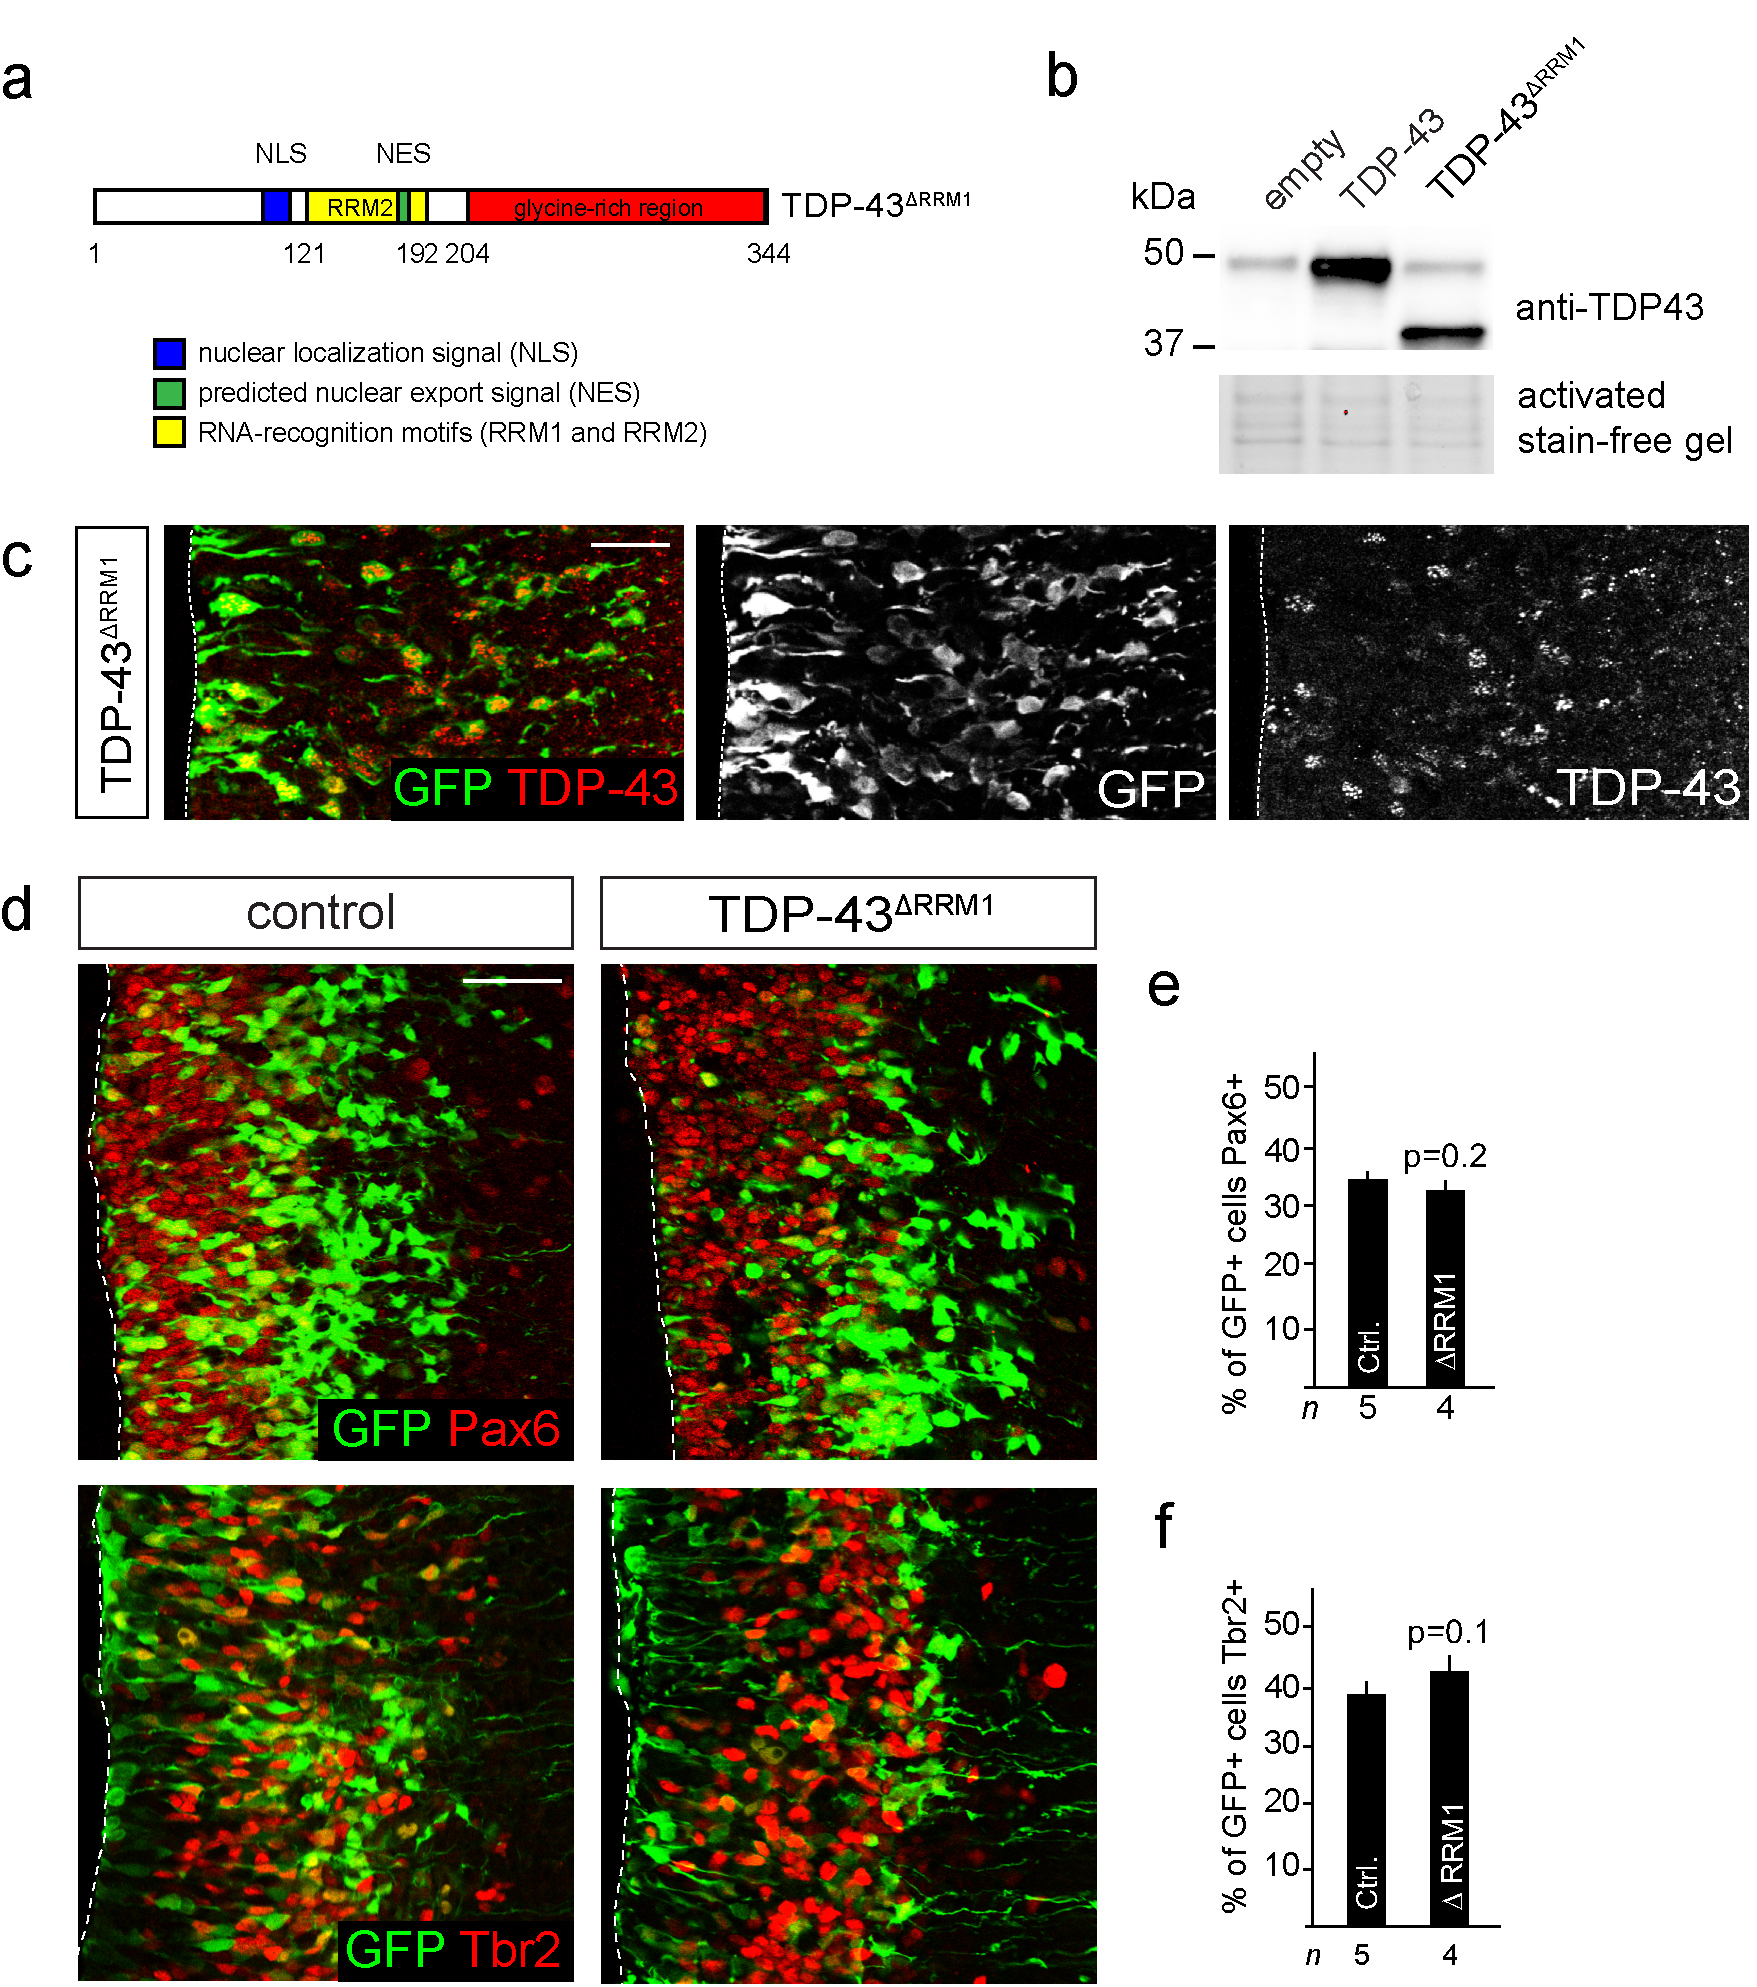 a
NLS NES
RRM2 glycine-rich region TDP-43ΔRRM1
1 121 192 204 344
nuclear localization signal (NLS)
predicted nuclear export signal (NES)
RNA-recognition motifs (RRM1 and RRM2)
b
kDa empty TDP-43 TDP-43ΔRRM1
50
37
anti-TDP43
activated
stain-free gel
c
TDP-43ΔRRM1
GFP TDP-43
GFP
TDP-43
d
control
TDP-43ΔRRM1
GFP Pax6
GFP Tbr2
e
% of GFP+ cells Pax6+
50
40
30
20
10
p=0.2
Ctrl.
ΔRRM1
n 5 4
f
% of GFP+ cells Tbr2+
50
40
30
20
10
p=0.1
Ctrl.
Δ RRM1
n 5 4